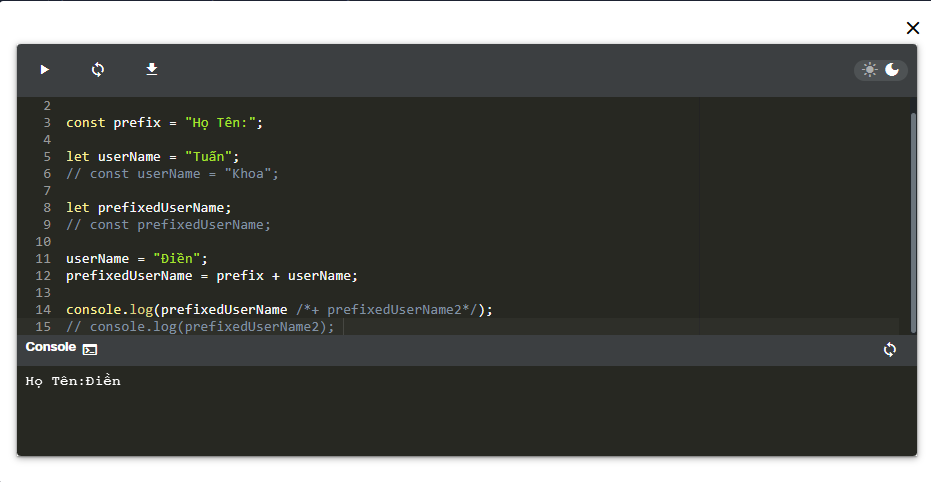 2
3 const prefix = "Họ Tên:";
4
5 let userName = "Tuấn";
6 // const userName = "Khoa";
7
8 let prefixedUserName;
9 // const prefixedUserName;
10
11 userName = "Điền";
12 prefixedUserName = prefix + userName;
13
14 console.log(prefixedUserName /*+ prefixedUserName2*/);
15 // console.log(prefixedUserName2);
Console
Họ Tên:Điền